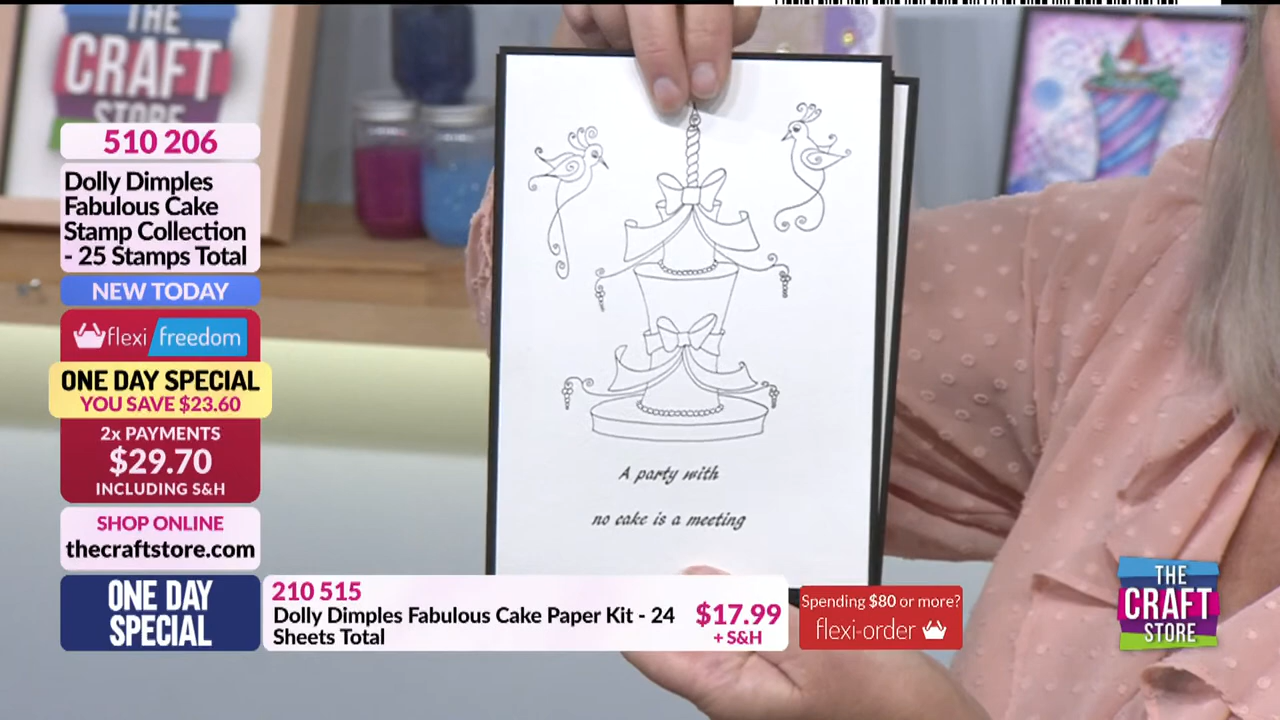 THE
CRAFT
STORE
510 206
Dolly Dimples
Fabulous Cake
Stamp Collection
- 25 Stamps Total
NEW TODAY
flexi freedom
ONE DAY SPECIAL
YOU SAVE $23.60
2x PAYMENTS
$29.70
INCLUDING S&H
SHOP ONLINE
thecraftstore.com
A party with
no cake is a meeting
ONE DAY
SPECIAL
210 515
Dolly Dimples Fabulous Cake Paper Kit - 24
Sheets Total
$17.99
+ S&H
Spending $80 or more?
flexi-order
THE
CRAFT
STORE